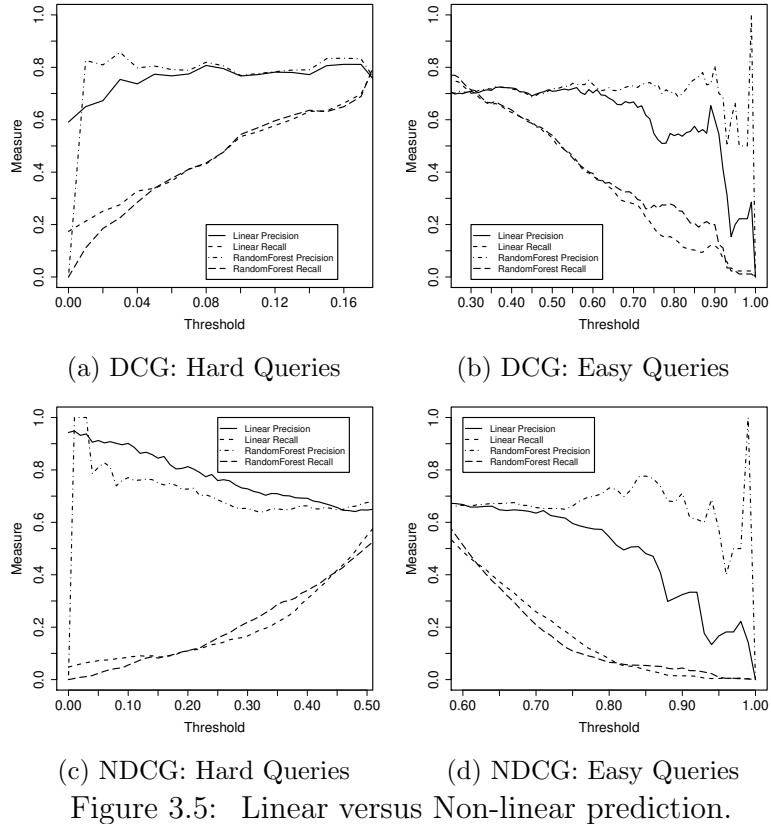 Measure
0.0 0.2 0.4 0.6 0.8 1.0
Linear Precision
Linear Recall
RandomForest Precision
RandomForest Recall
0.00 0.04 0.08 0.12 0.16
Threshold
(a) DCG: Hard Queries
Measure
0.0 0.2 0.4 0.6 0.8 1.0
Linear Precision
Linear Recall
RandomForest Precision
RandomForest Recall
0.30 0.40 0.50 0.60 0.70 0.80 0.90 1.00
Threshold
(b) DCG: Easy Queries
Measure
0.0 0.2 0.4 0.6 0.8 1.0
Linear Precision
Linear Recall
RandomForest Precision
RandomForest Recall
0.00 0.10 0.20 0.30 0.40 0.50
Threshold
(c) NDCG: Hard Queries
Measure
0.0 0.2 0.4 0.6 0.8 1.0
Linear Precision
Linear Recall
RandomForest Precision
RandomForest Recall
0.60 0.70 0.80 0.90 1.00
Threshold
(d) NDCG: Easy Queries
Figure 3.5: Linear versus Non-linear prediction.